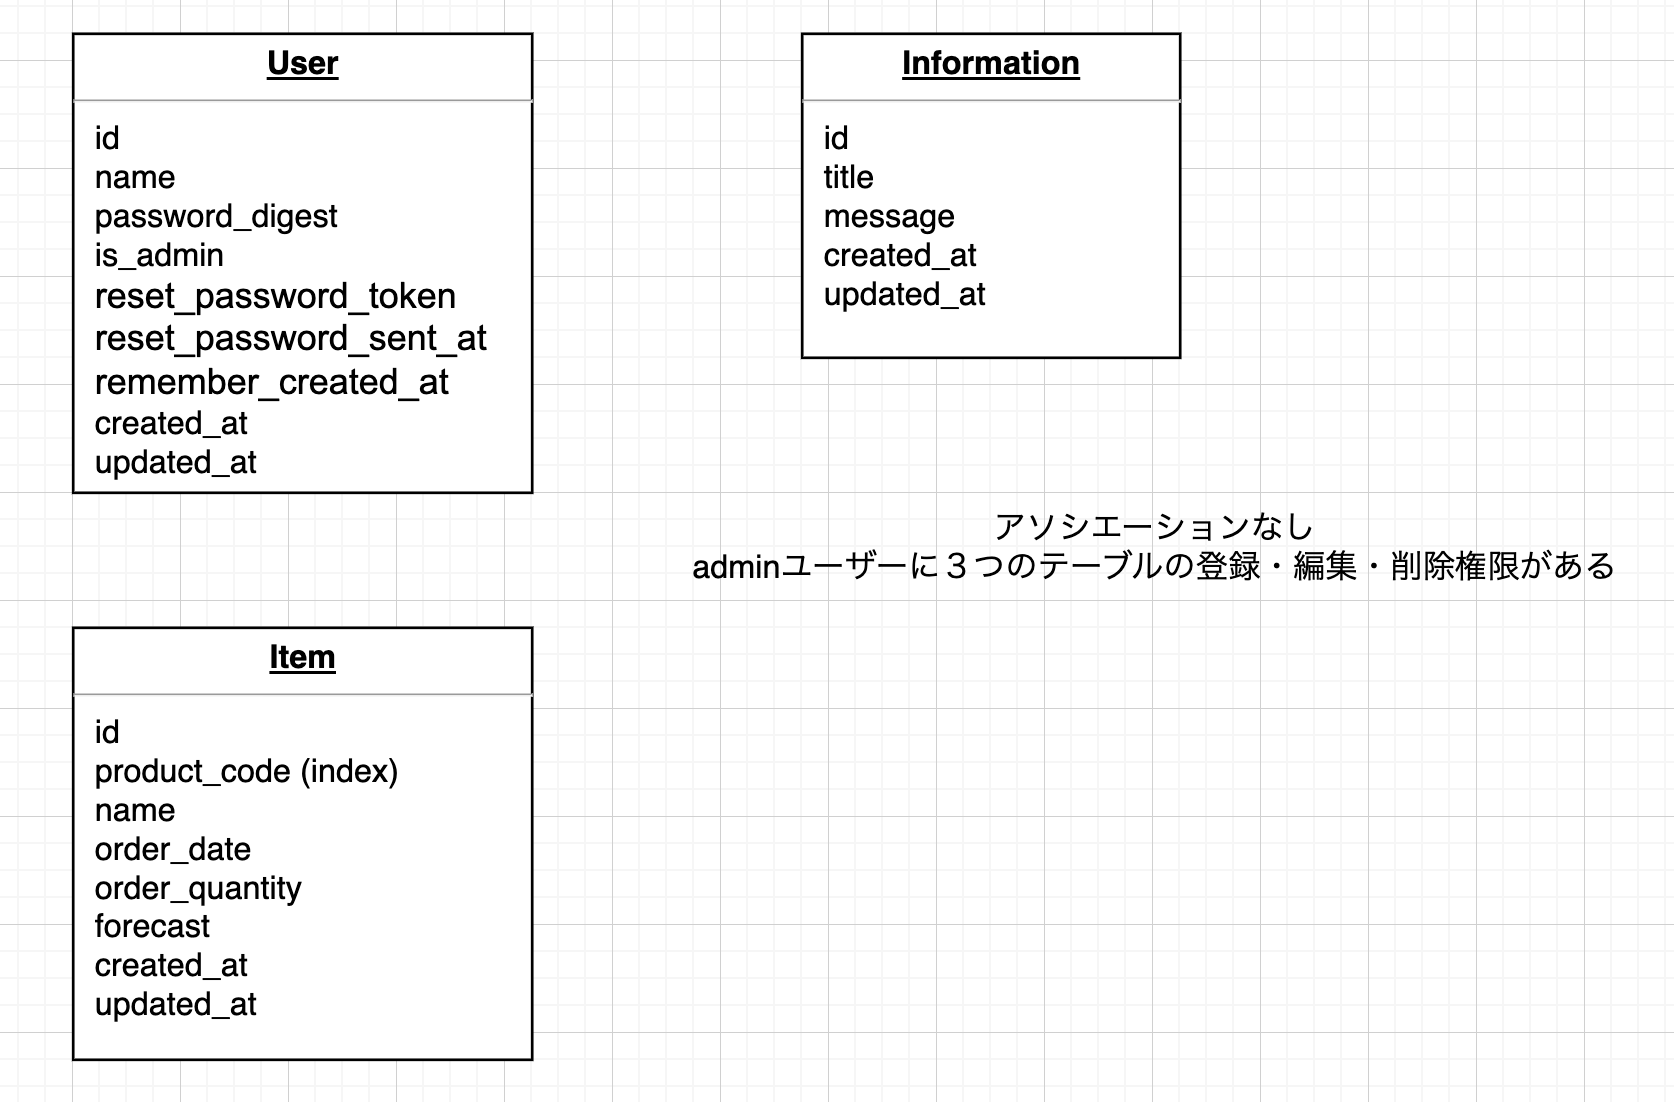 User
id
name
password_digest
is_admin
reset_password_token
reset_password_sent_at
remember_created_at
created_at
updated_at
Information
id
title
message
created_at
updated_at
アソシエーションなし
adminユーザーに３つのテーブルの登録・編集・削除権限がある
Item
id
product_code (index)
name
order_date
order_quantity
forecast
created_at
updated_at